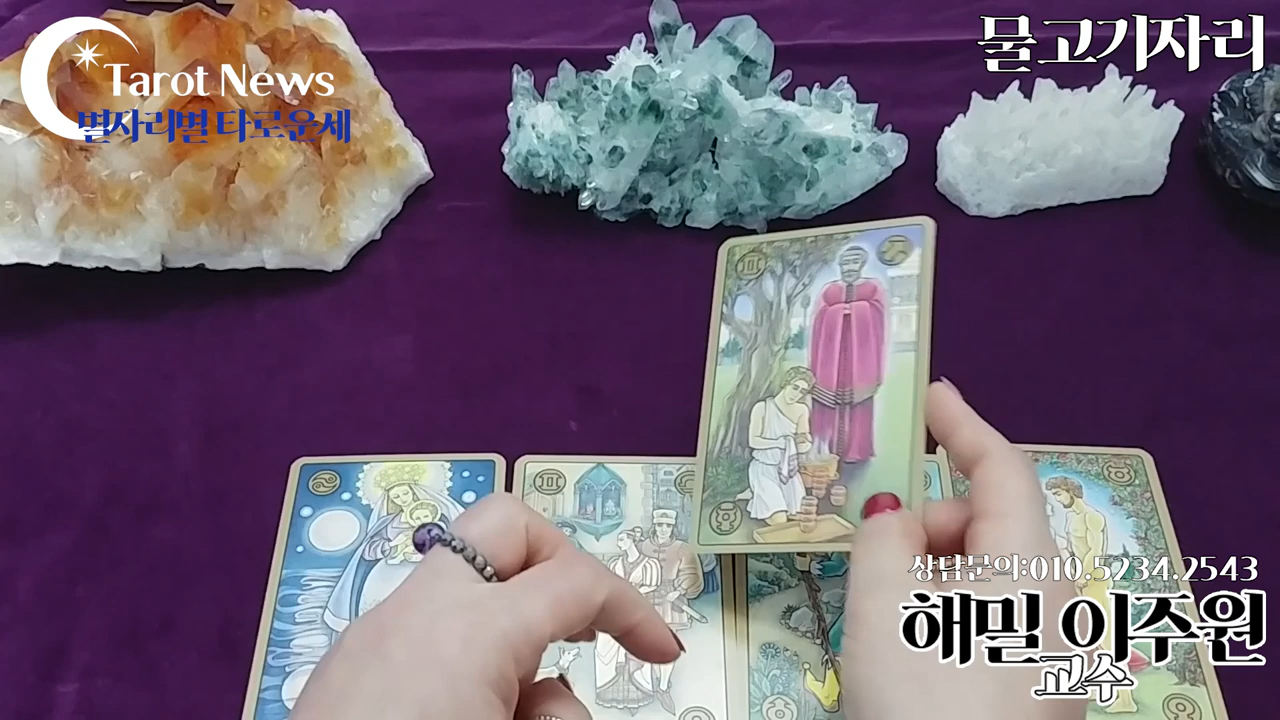 Tarot News
별자리별 타로운세
물고기자리
상담문의:010.5234.2543
해밀 이주원
교수